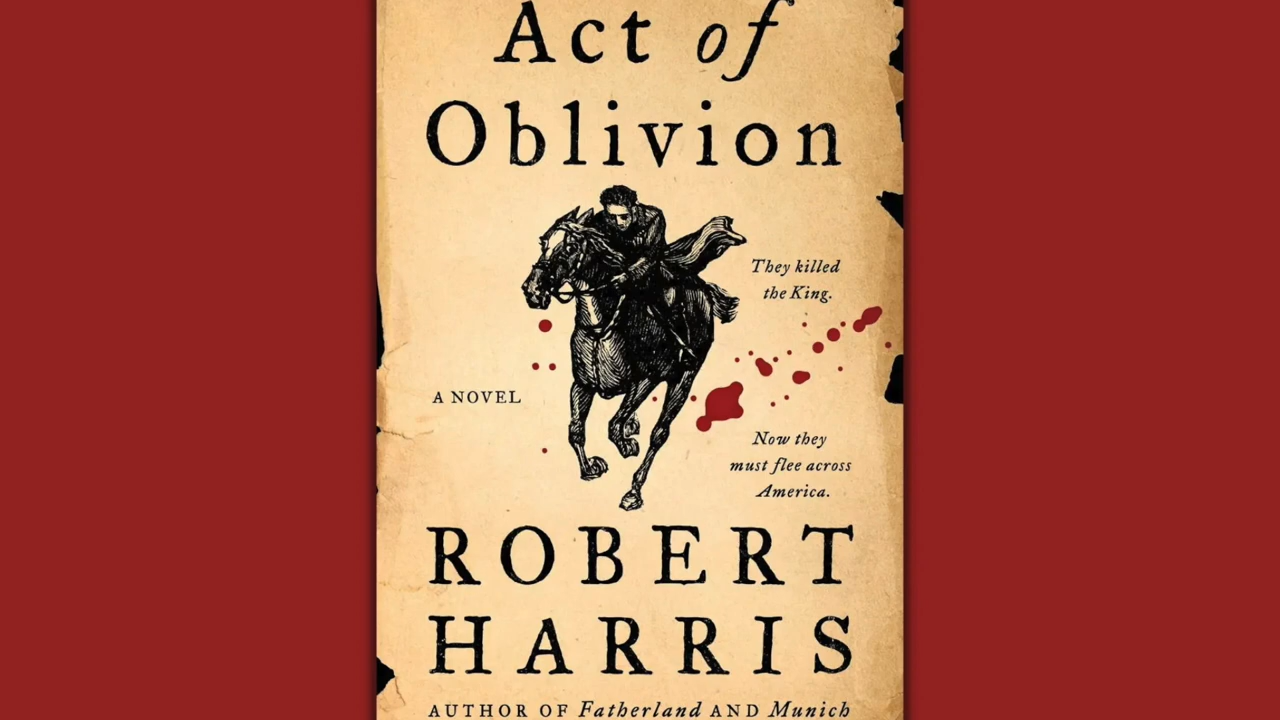 Act of
Oblivion
They killed
the King.
A NOVEL
Now they
must flee across
America.
ROBERT
HARRIS
AUTHOR OF Fatherland AND Munich